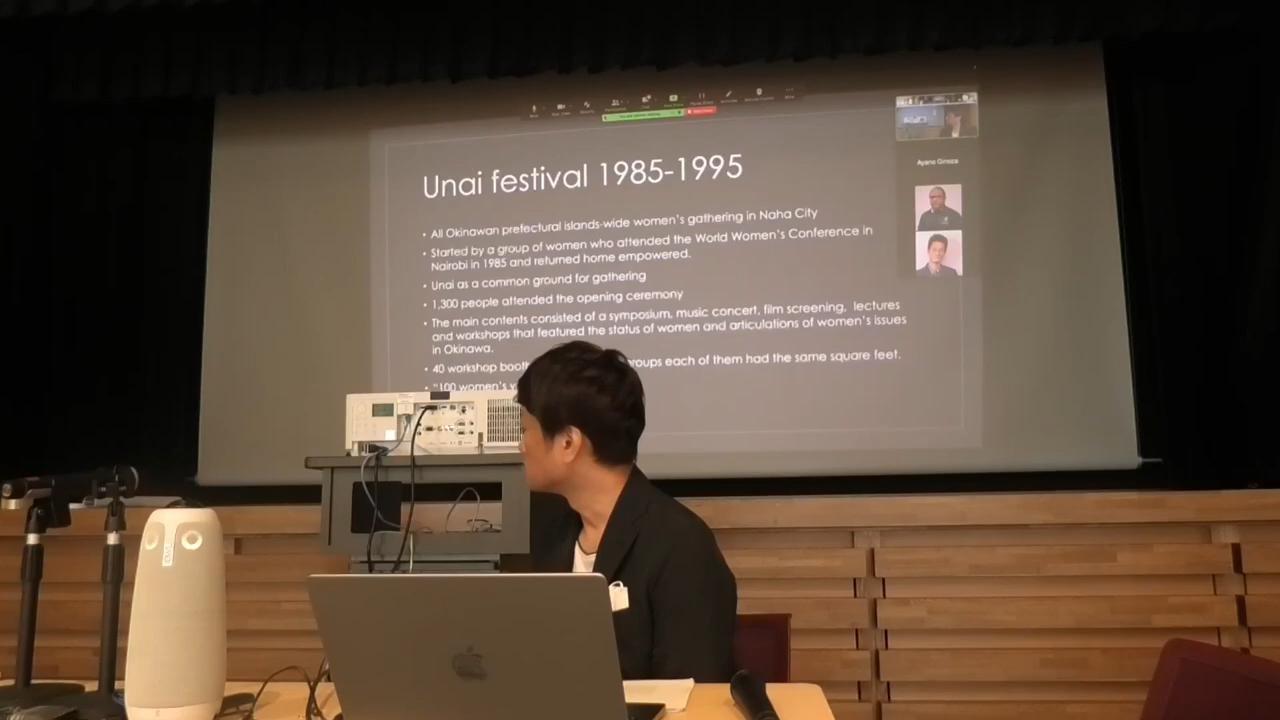 Ayano Ginoza
Unai festival 1985-1995
• All Okinawan prefectural islands-wide women's gathering in Naha City
• Started by a group of women who attended the World Women's Conference in
Nairobi in 1985 and returned home empowered.
• Unai as a common ground for gathering
• 1,300 people attended the opening ceremony
• The main contents consisted of a symposium, music concert, film screening, lectures
and workshops that featured the status of women and articulations of women's issues
in Okinawa.
• 40 workshop groups each of them had the same square feet.
• "100 women's